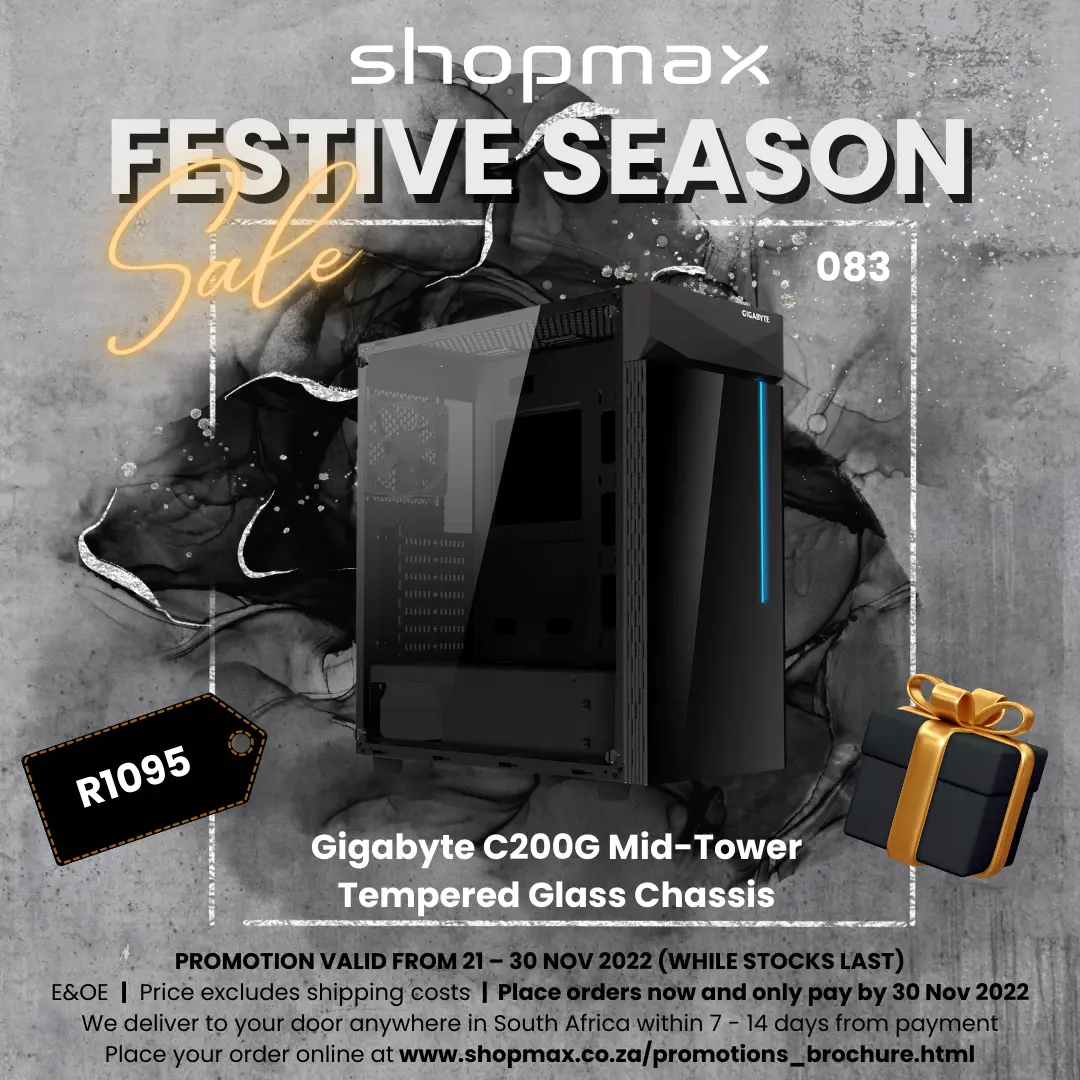 shopmax
FESTIVE SEASON
Sale
083
GIGABYTE
R1095
Gigabyte C200G Mid-Tower
Tempered Glass Chassis
PROMOTION VALID FROM 21 – 30 NOV 2022 (WHILE STOCKS LAST)
E&OE | Price excludes shipping costs | Place orders now and only pay by 30 Nov 2022
We deliver to your door anywhere in South Africa within 7 - 14 days from payment
Place your order online at www.shopmax.co.za/promotions_brochure.html